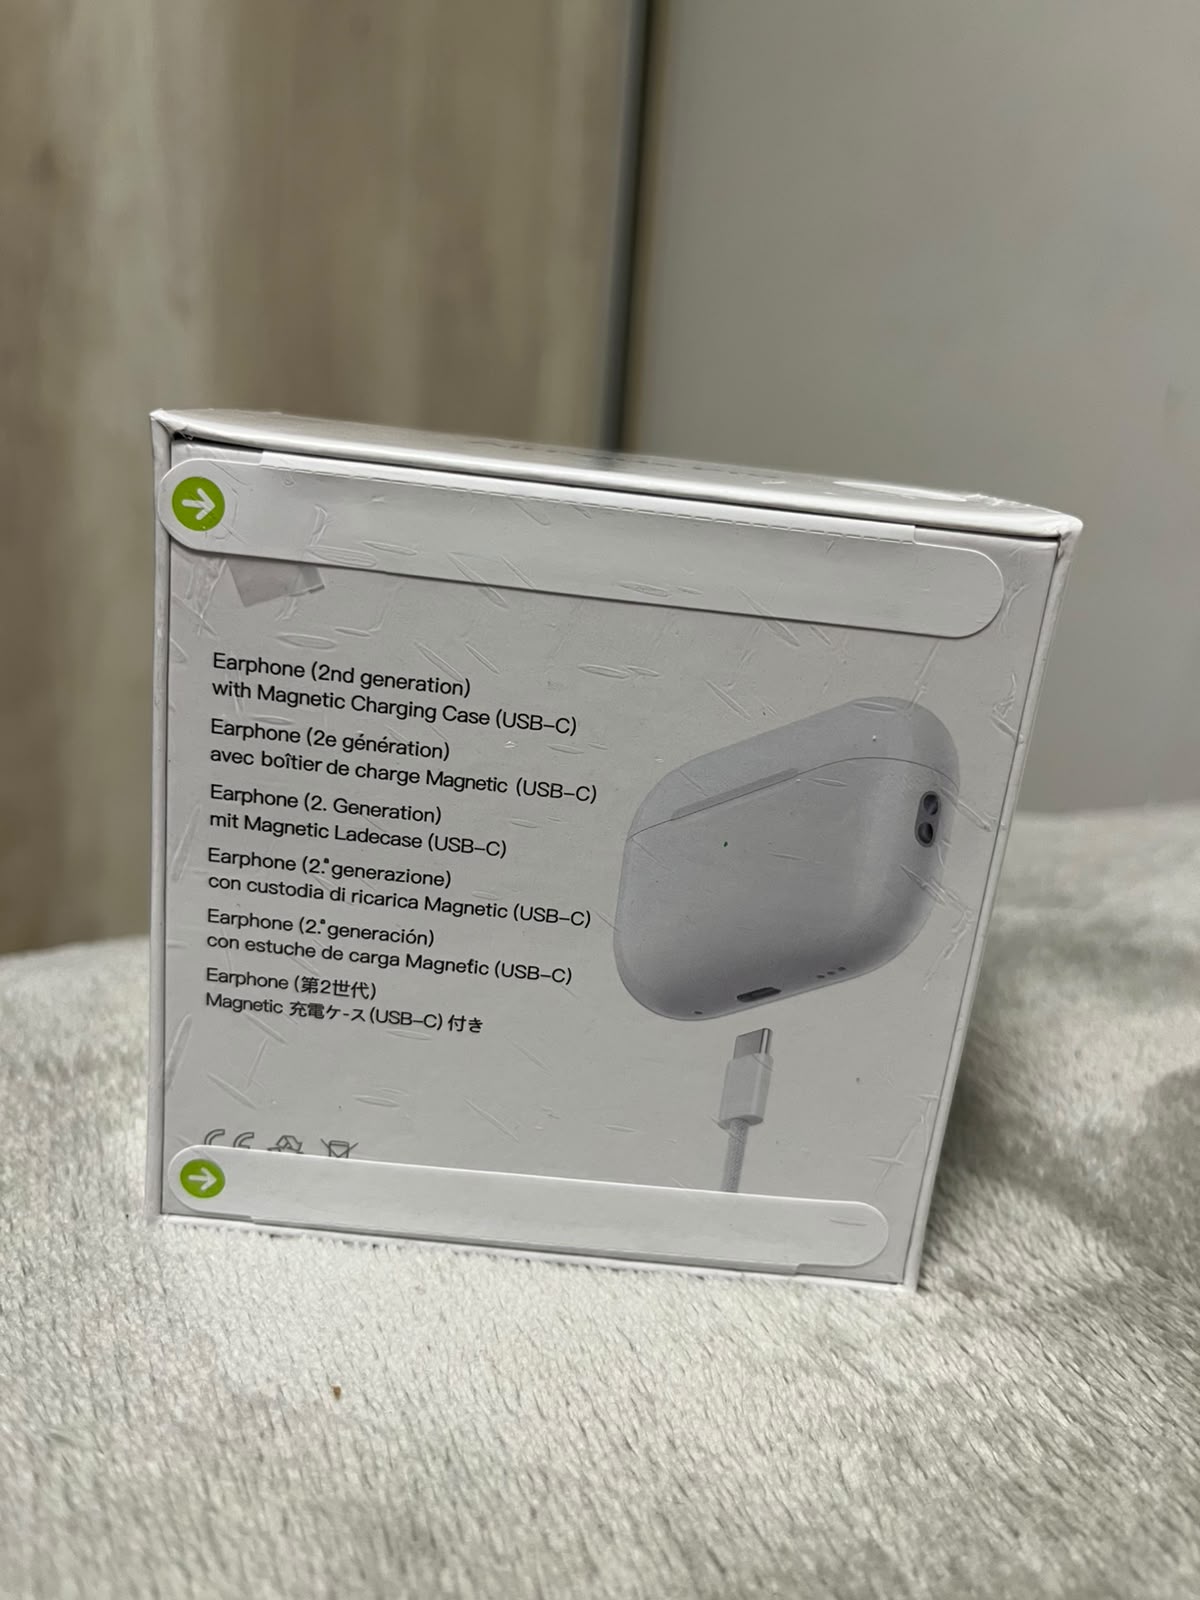 Earphone (2nd generation)
with Magnetic Charging Case (USB-C)
Earphone (2e génération)
avec boîtier de charge Magnetic (USB-C)
Earphone (2. Generation)
mit Magnetic Ladecase (USB-C)
Earphone (2.ª generazione)
con custodia di ricarica Magnetic (USB-C)
Earphone (2.ª generación)
con estuche de carga Magnefic (USB-C)
Earphone (第2世代)
Magnetic 充電ケ-ス(USB-C) 付き
CE